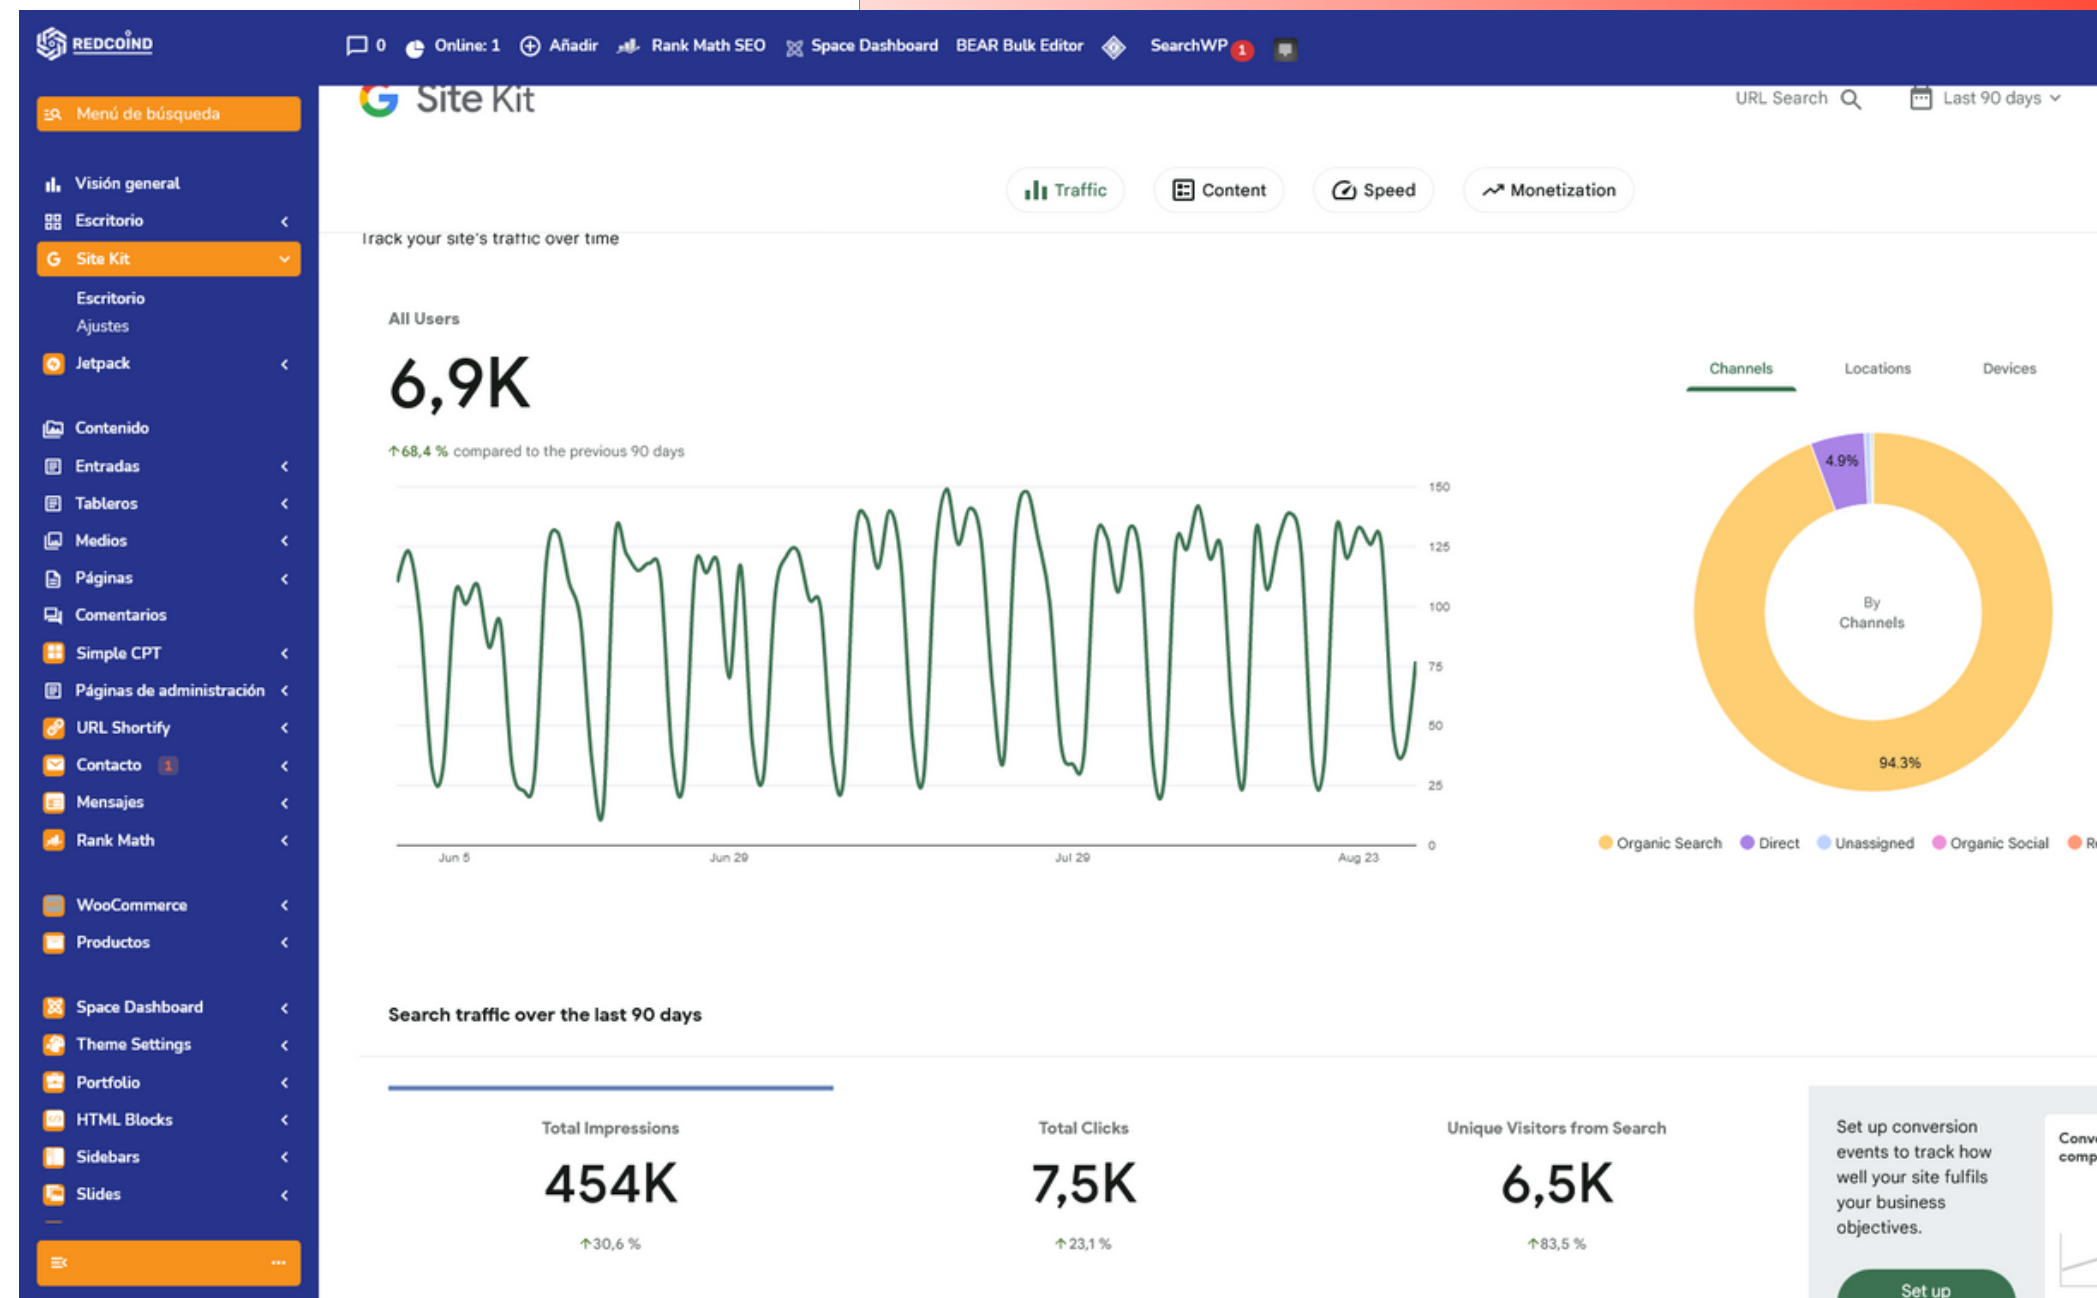 REDCOIND
0 Online: 1 Añadir Rank Math SEO Space Dashboard BEAR Bulk Editor SearchWP 1
Menú de búsqueda
Visión general
Escritorio
Site Kit
Escritorio
Ajustes
Jetpack
Contenido
Entradas
Tableros
Medios
Páginas
Comentarios
Simple CPT
Páginas de administración
URL Shortify
Contacto 1
Mensajes
Rank Math
WooCommerce
Productos
Space Dashboard
Theme Settings
Portfolio
HTML Blocks
Sidebars
Slides
Site Kit
URL Search
Last 90 days
Traffic
Content
Speed
Monetization
Track your site's traffic over time
All Users
6,9K
68,4 % compared to the previous 90 days
150
125
100
75
50
25
0
Jun 5
Jun 29
Jul 29
Aug 23
Channels
Locations
Devices
4.9%
By
Channels
94.3%
Organic Search
Direct
Unassigned
Organic Social
Search traffic over the last 90 days
Total Impressions
454K
30,6 %
Total Clicks
7,5K
23,1 %
Unique Visitors from Search
6,5K
83,5 %
Set up conversion
events to track how
well your site fulfils
your business
objectives.
Set up